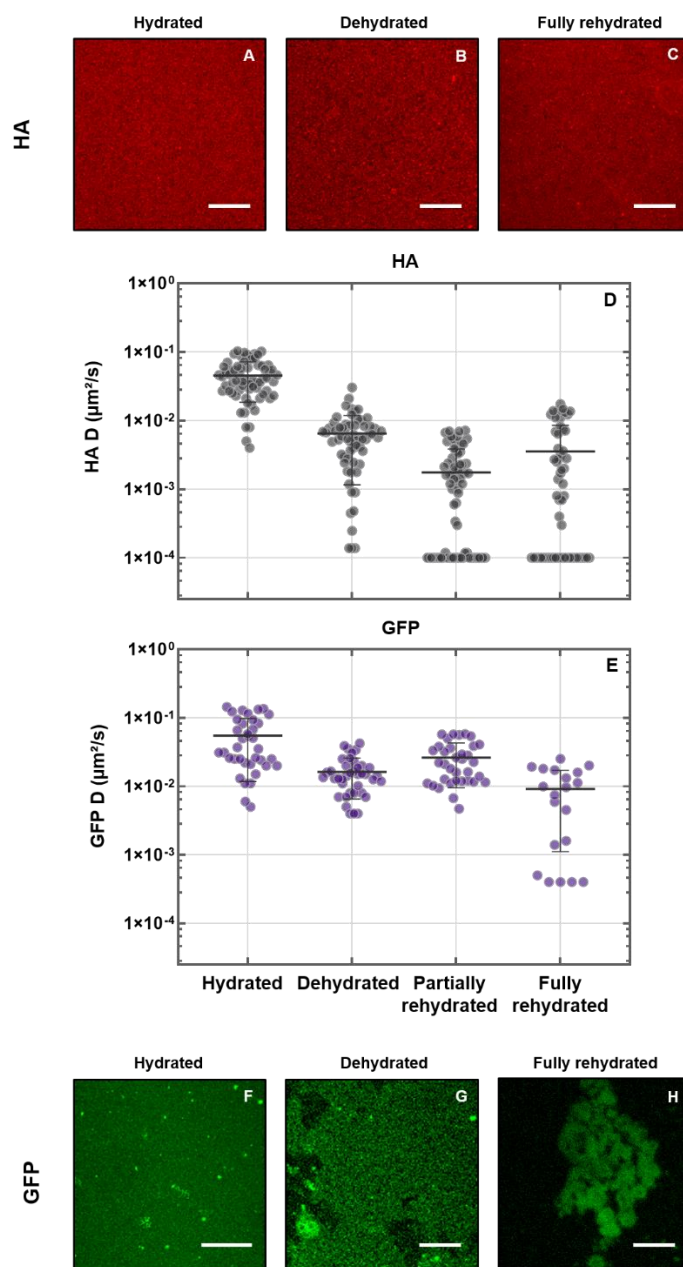 Hydrated
Dehydrated
Fully rehydrated
HA
A
B
C
HA
D
HA D (µm²/s)
1×10⁰
1×10⁻¹
1×10⁻²
1×10⁻³
1×10⁻⁴
GFP
E
GFP D (µm²/s)
1×10⁰
1×10⁻¹
1×10⁻²
1×10⁻³
1×10⁻⁴
Hydrated
Dehydrated
Partially
rehydrated
Fully
rehydrated
Hydrated
Dehydrated
Fully rehydrated
GFP
F
G
H